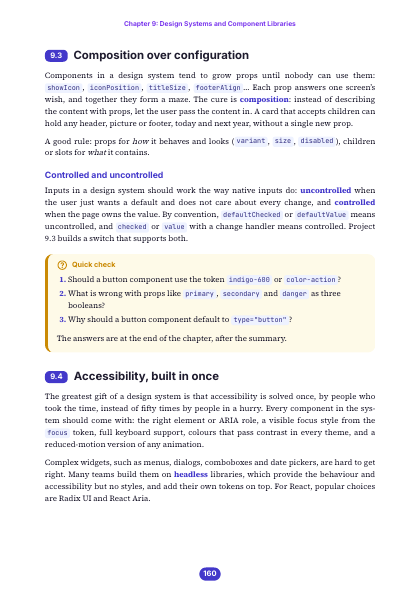 Chapter 9: Design Systems and Component Libraries
9.3 Composition over configuration
Components in a design system tend to grow props until nobody can use them:
showIcon, iconPosition, titleSize, footerAlign … Each prop answers one screen's
wish, and together they form a maze. The cure is composition: instead of describing
the content with props, let the user pass the content in. A card that accepts children can
hold any header, picture or footer, today and next year, without a single new prop.
A good rule: props for how it behaves and looks (variant, size, disabled), children
or slots for what it contains.
Controlled and uncontrolled
Inputs in a design system should work the way native inputs do: uncontrolled when
the user just wants a default and does not care about every change, and controlled
when the page owns the value. By convention, defaultChecked or defaultValue means
uncontrolled, and checked or value with a change handler means controlled. Project
9.3 builds a switch that supports both.
Quick check
1. Should a button component use the token indigo-600 or color-action?
2. What is wrong with props like primary, secondary and danger as three
booleans?
3. Why should a button component default to type="button"?
The answers are at the end of the chapter, after the summary.
9.4 Accessibility, built in once
The greatest gift of a design system is that accessibility is solved once, by people who
took the time, instead of fifty times by people in a hurry. Every component in the sys-
tem should come with: the right element or ARIA role, a visible focus style from the
focus token, full keyboard support, colours that pass contrast in every theme, and a
reduced-motion version of any animation.
Complex widgets, such as menus, dialogs, comboboxes and date pickers, are hard to get
right. Many teams build them on headless libraries, which provide the behaviour and
accessibility but no styles, and add their own tokens on top. For React, popular choices
are Radix UI and React Aria.
160